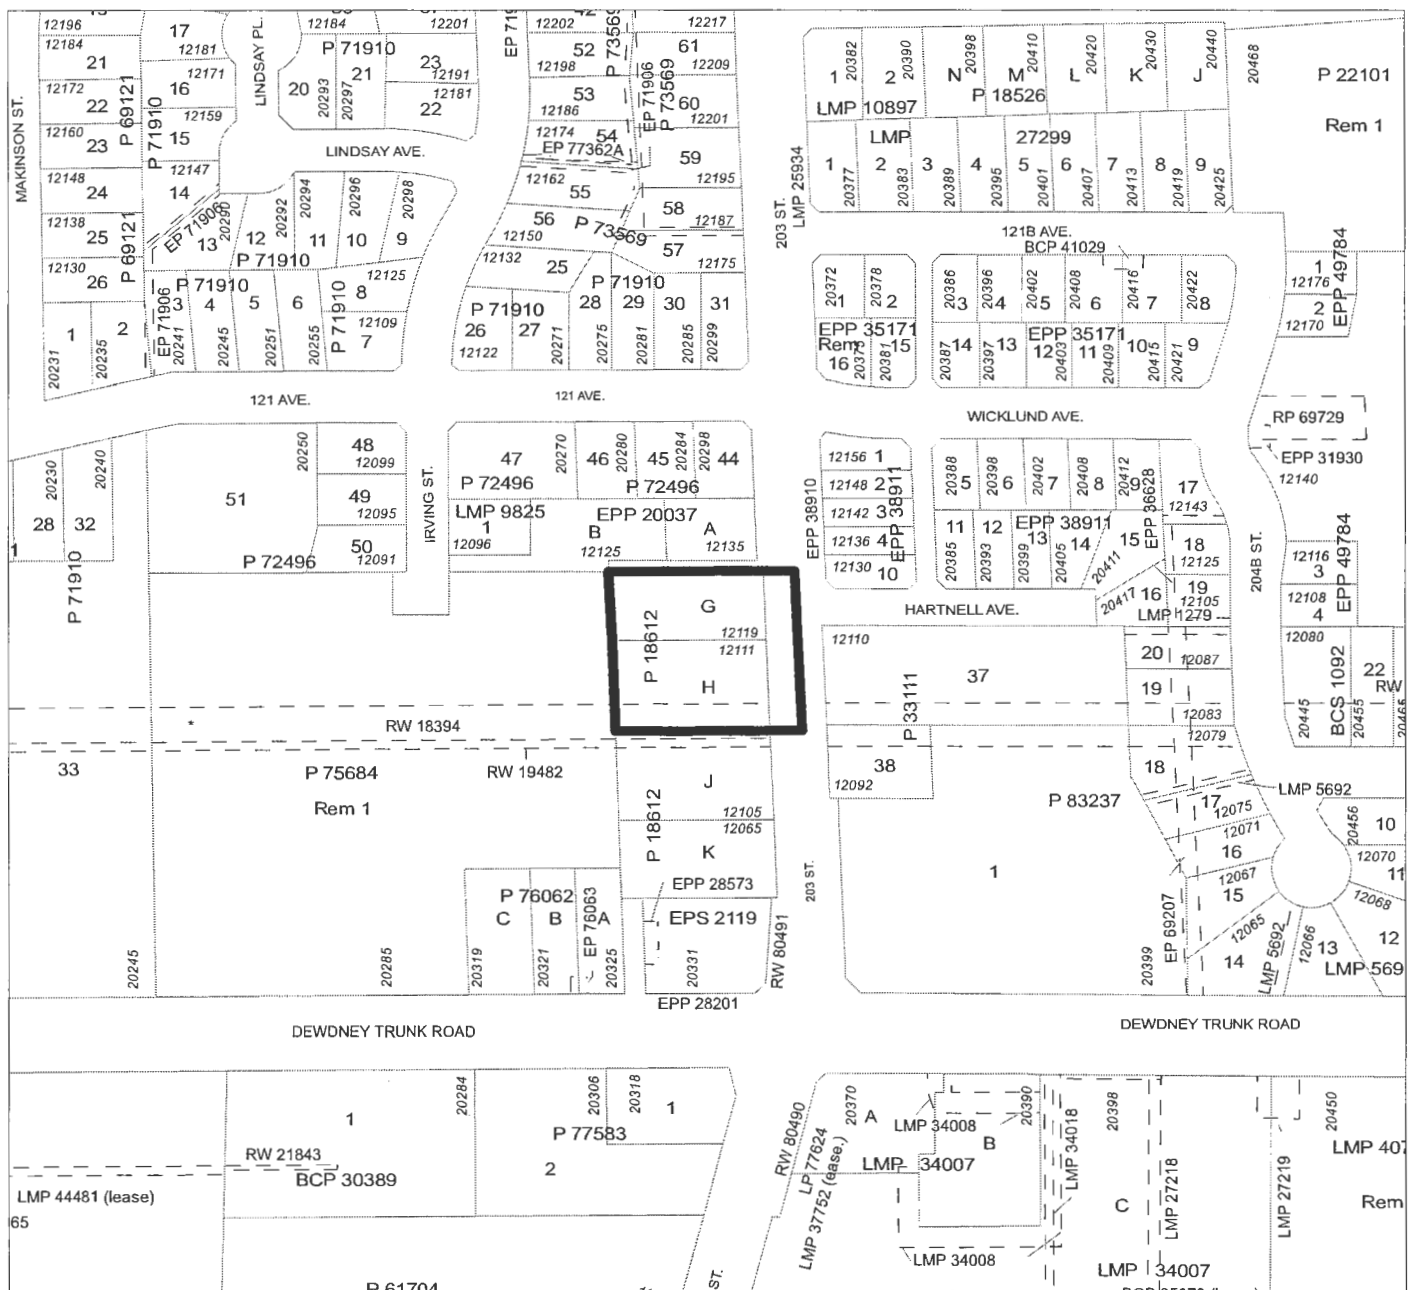 MAKINSON ST.
12196
12184
21
12172
22
12160
23
12148
24
12138
25
12130
26
P 69121
P 69121
1
2
20231
20235
17
12181
12171
16
12159
15
12147
14
P 71910
LINDSAY PL.
12184
P 71910
20
21
20293
20297
12201
23
12191
12181
22
LINDSAY AVE.
EP 71906
13
20290
12
20292
20294
11
20296
10
20298
9
P 71910
P 71910
EP 71906
3
4
5
6
20241
20245
20251
20255
P 71910
12125
8
12109
7
121 AVE.
121 AVE.
EP 719
12202
52
12198
53
12186
12174
54
EP 77362A
12162
55
56
12150
P 73569
P 73569
12132
25
12217
61
12209
EP 71906
P 73569
60
12201
59
12195
58
12187
57
12175
P 71910
P 71910
26
27
28
29
30
31
12122
20271
20275
20281
20285
20299
203 ST.
LMP 25934
1
20382
2
20390
N
20398
M
20410
L
20420
K
20430
J
20440
20468
P 22101
Rem 1
LMP 10897
P 18526
LMP
27299
1
2
3
4
5
6
7
8
9
20377
20383
20389
20395
20401
20407
20413
20419
20425
121B AVE.
BCP 41029
20372
20378
1
2
EPP 35171
Rem
16
20375
20381
15
20386
20396
20402
20408
20416
20422
3
4
5
6
7
8
EPP 35171
14
13
12
11
10
9
20387
20397
20403
20409
20415
20421
1
12176
2
12170
EPP 49784
WICKLUND AVE.
RP 69729
EPP 31930
12140
20230
20240
28
32
1
P 71910
51
20250
48
12099
49
12095
50
12091
P 72496
IRVING ST.
47
20270
46
20280
45
20284
20298
44
P 72496
P 72496
LMP 9825
1
12096
EPP 20037
B
12125
A
12135
EPP 38910
12156 1
12148 2
12142 3
12136 4
12130 10
EPP 38911
20388
20398
20402
20408
20412
5
6
7
8
9
EPP 38911
11
12
13
14
15
20385
20393
20399
20405
20411
20417
EPP 36628
17
12143
18
12125
19
12105
16
LMP 1279
204B ST.
12116
3
12108
4
EPP 49784
HARTNELL AVE.
G
12119
12111
H
P 18612
12110
37
P 33111
20
12087
19
12083
12079
18
12080
22
RW
BCS 1092
20445
20455
RW 18394
*
33
P 75684
Rem 1
RW 19482
J
12105
12065
K
P 18612
EPP 28573
38
12092
P 83237
1
LMP 5692
17
12075
12071
16
12067
15
12065
14
LMP 5692
12066
13
12
LMP 569
20456
10
12070
11
12068
P 76062
C
B
A
EP 76063
EPS 2119
203 ST.
RW 80491
EP 69207
20245
20285
20319
20321
20325
20331
20399
EPP 28201
DEWDNEY TRUNK ROAD
DEWDNEY TRUNK ROAD
20284
1
20306
20318
1
P 77583
2
RW 21843
BCP 30389
LMP 44481 (lease)
65
P 61704
ST.
RW 80490
LP 77624
LMP 37752 (lease.)
20370
A
LMP 34008
20390
B
LMP 34007
LMP 34018
20398
C
LMP 27218
LMP 27219
20450
LMP 407
Rem
LMP 34008
LMP 34007